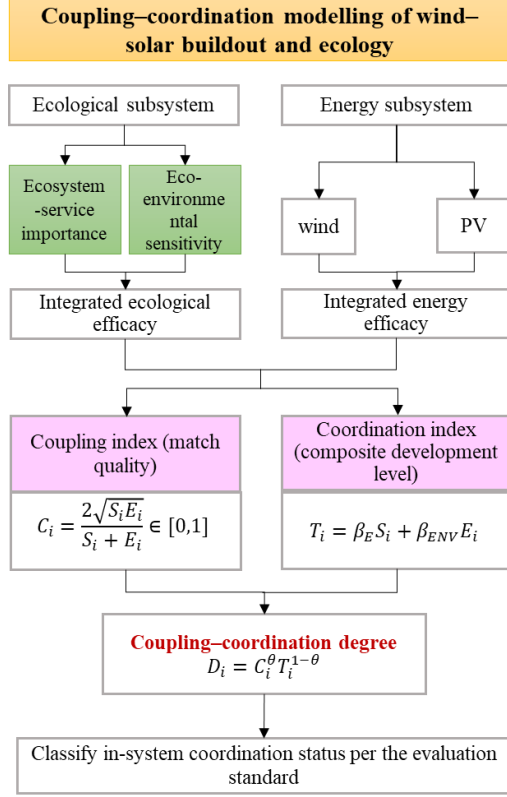 Coupling–coordination modelling of wind–
solar buildout and ecology
Ecological subsystem
Energy subsystem
Ecosystem
-service
importance
Eco-
environme
ntal
sensitivity
wind
PV
Integrated ecological
efficacy
Integrated energy
efficacy
Coupling index (match
quality)
Coordination index
(composite development
level)
C_i = 2√(S_iE_i) / (S_i + E_i) ∈ [0,1]
T_i = β_E S_i + β_ENV E_i
Coupling–coordination degree
D_i = C_i^θ T_i^{1−θ}
Classify in-system coordination status per the evaluation
standard